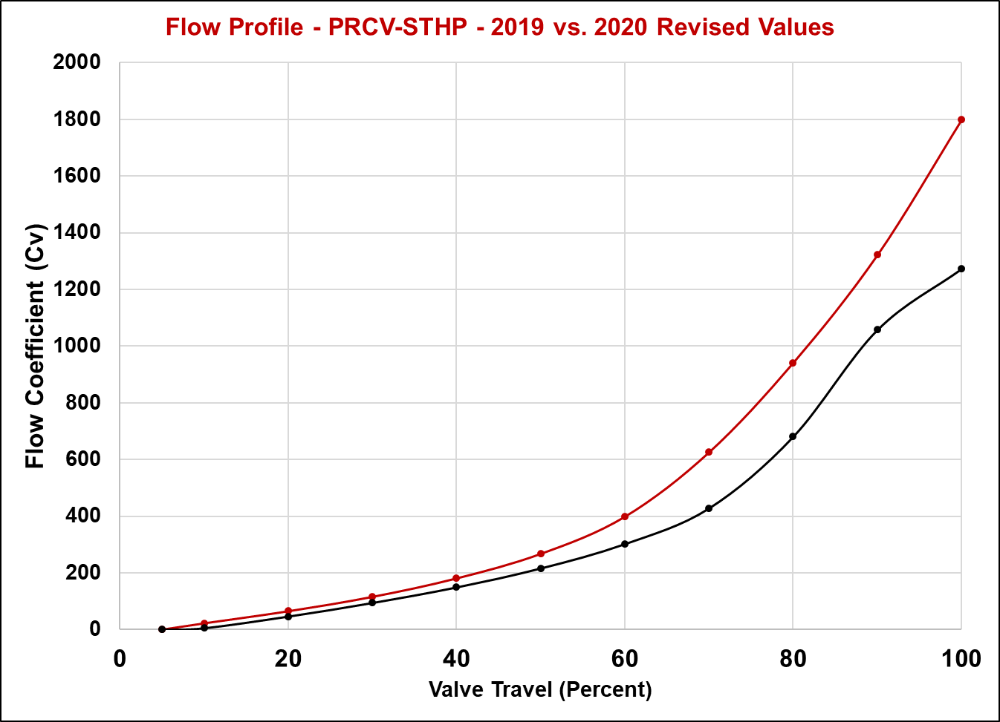 Flow Profile - PRCV-STHP - 2019 vs. 2020 Revised Values
2000
1800
1600
1400
1200
1000
800
600
400
200
0
Flow Coefficient (Cv)
0 20 40 60 80 100
Valve Travel (Percent)